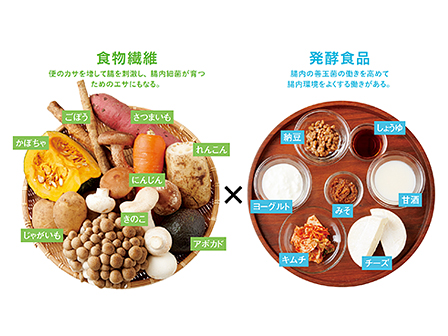 食物繊維
便のカサを増して腸を刺激し、腸内細菌が育つ
ためのエサにもなる。
ごぼう
さつまいも
かぼちゃ
れんこん
にんじん
きのこ
じゃがいも
アボカド
×
発酵食品
腸内の善玉菌の働きを高めて
腸内環境をよくする働きがある。
納豆
しょうゆ
ヨーグルト
みそ
甘酒
キムチ
チーズ